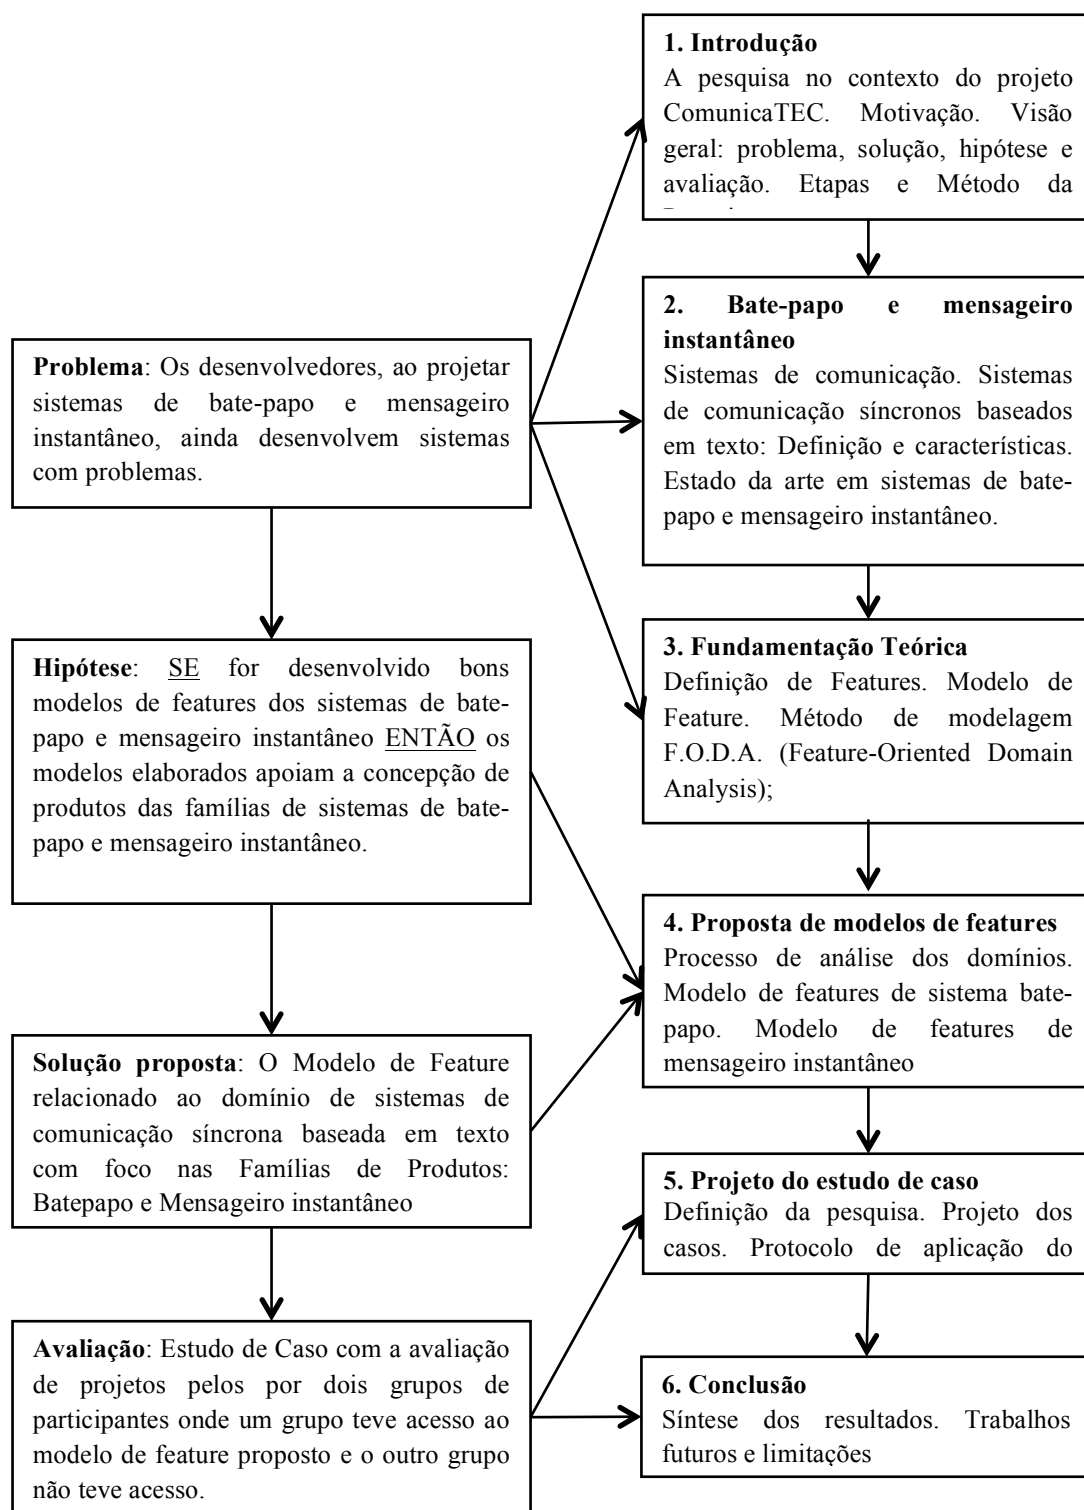 1. Introdução
A pesquisa no contexto do projeto
ComunicaTEC. Motivação. Visão
geral: problema, solução, hipótese e
avaliação. Etapas e Método da
2. Bate-papo e mensageiro
instantâneo
Sistemas de comunicação. Sistemas
de comunicação síncronos baseados
em texto: Definição e características.
Estado da arte em sistemas de bate-
papo e mensageiro instantâneo.
Problema: Os desenvolvedores, ao projetar
sistemas de bate-papo e mensageiro
instantâneo, ainda desenvolvem sistemas
com problemas.
3. Fundamentação Teórica
Definição de Features. Modelo de
Feature. Método de modelagem
F.O.D.A. (Feature-Oriented Domain
Analysis);
Hipótese: SE for desenvolvido bons
modelos de features dos sistemas de bate-
papo e mensageiro instantâneo ENTÃO os
modelos elaborados apoiam a concepção de
produtos das famílias de sistemas de bate-
papo e mensageiro instantâneo.
4. Proposta de modelos de features
Processo de análise dos domínios.
Modelo de features de sistema bate-
papo. Modelo de features de
mensageiro instantâneo
Solução proposta: O Modelo de Feature
relacionado ao domínio de sistemas de
comunicação síncrona baseada em texto
com foco nas Famílias de Produtos:
Batepapo e Mensageiro instantâneo
5. Projeto do estudo de caso
Definição da pesquisa. Projeto dos
casos. Protocolo de aplicação do
Avaliação: Estudo de Caso com a avaliação
de projetos pelos por dois grupos de
participantes onde um grupo teve acesso ao
modelo de feature proposto e o outro grupo
não teve acesso.
6. Conclusão
Síntese dos resultados. Trabalhos
futuros e limitações